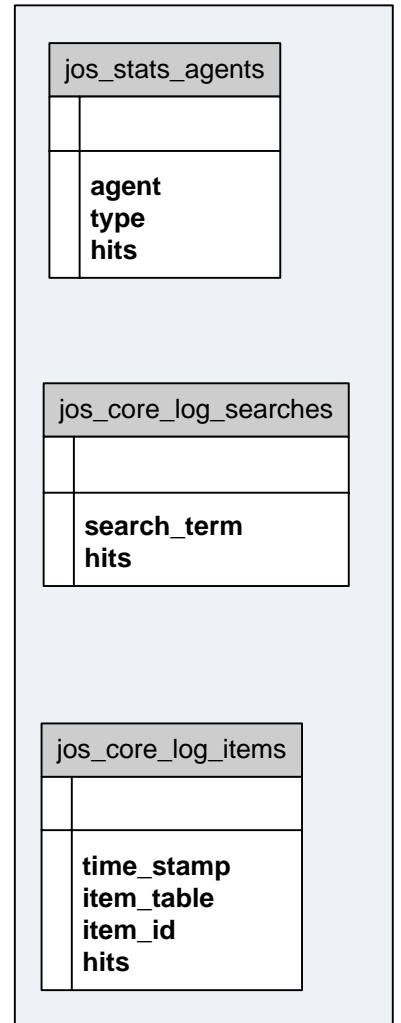 jos_stats_agents
agent
type
hits
jos_core_log_searches
search_term
hits
jos_core_log_items
time_stamp
item_table
item_id
hits